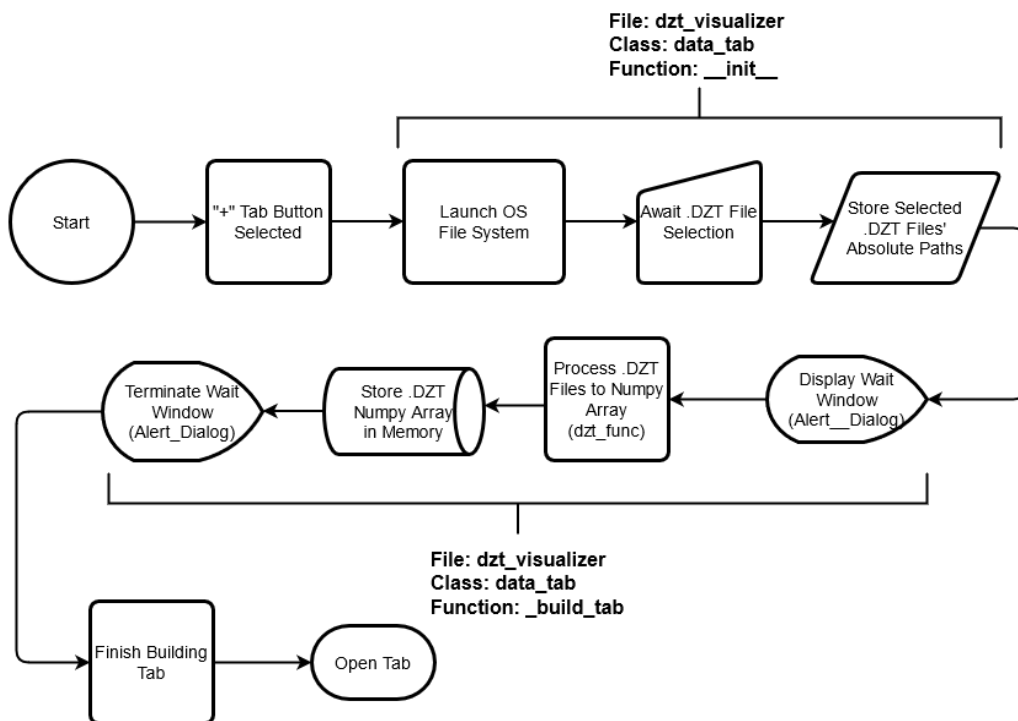 File: dzt_visualizer
Class: data_tab
Function: __init__
Start
"+" Tab Button
Selected
Launch OS
File System
Await .DZT File
Selection
Store Selected
.DZT Files'
Absolute Paths
Display Wait
Window
(Alert__Dialog)
Process .DZT
Files to Numpy
Array
(dzt_func)
Store .DZT
Numpy Array
in Memory
Terminate Wait
Window
(Alert_Dialog)
File: dzt_visualizer
Class: data_tab
Function: _build_tab
Finish Building
Tab
Open Tab